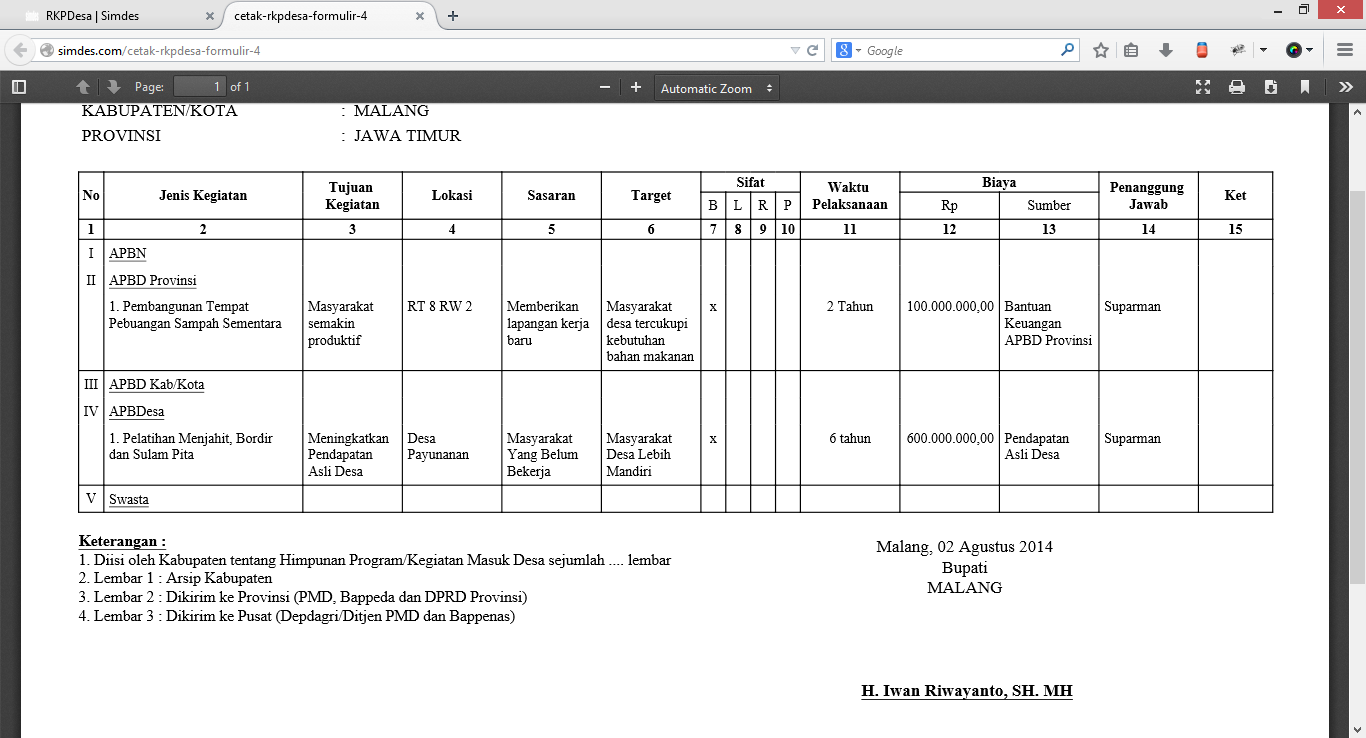 RKPDesa | Simdes
cetak-rkpdesa-formulir-4
simdes.com/cetak-rkpdesa-formulir-4
Google
Page: 1 of 1
Automatic Zoom
KABUPATEN/KOTA : MALANG
PROVINSI : JAWA TIMUR
No Jenis Kegiatan Tujuan Kegiatan Lokasi Sasaran Target Sifat Waktu Pelaksanaan Biaya Penanggung Jawab Ket
B L R P Rp Sumber
1 2 3 4 5 6 7 8 9 10 11 12 13 14 15
I APBN
II APBD Provinsi
1. Pembangunan Tempat Masyarakat RT 8 RW 2 Memberikan Masyarakat x 2 Tahun 100.000.000,00 Bantuan Suparman
Pebuangan Sampah Sementara semakin lapangan kerja desa tercukupi Keuangan
produktif baru kebutuhan APBD Provinsi
bahan makanan
III APBD Kab/Kota
IV APBDesa
1. Pelatihan Menjahit, Bordir Meningkatkan Desa Masyarakat Masyarakat x 6 tahun 600.000.000,00 Pendapatan Suparman
dan Sulam Pita Pendapatan Payunanan Yang Belum Desa Lebih Asli Desa
Asli Desa Bekerja Mandiri
V Swasta
Keterangan :
1. Diisi oleh Kabupaten tentang Himpunan Program/Kegiatan Masuk Desa sejumlah .... lembar
2. Lembar 1 : Arsip Kabupaten
3. Lembar 2 : Dikirim ke Provinsi (PMD, Bappeda dan DPRD Provinsi)
4. Lembar 3 : Dikirim ke Pusat (Depdagri/Ditjen PMD dan Bappenas)
Malang, 02 Agustus 2014
Bupati
MALANG
H. Iwan Riwayanto, SH. MH